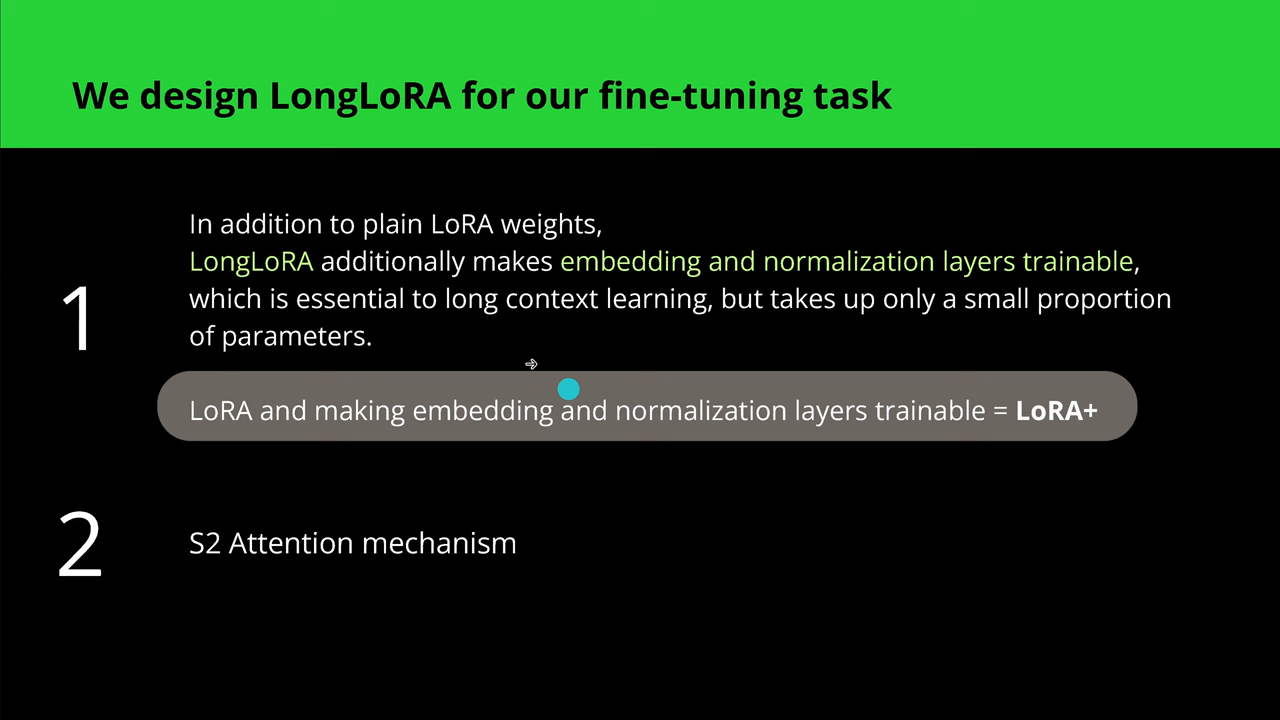 We design LongLoRA for our fine-tuning task
1
In addition to plain LoRA weights,
LongLoRA additionally makes embedding and normalization layers trainable,
which is essential to long context learning, but takes up only a small proportion
of parameters.
LoRA and making embedding and normalization layers trainable = LoRA+
2
S2 Attention mechanism